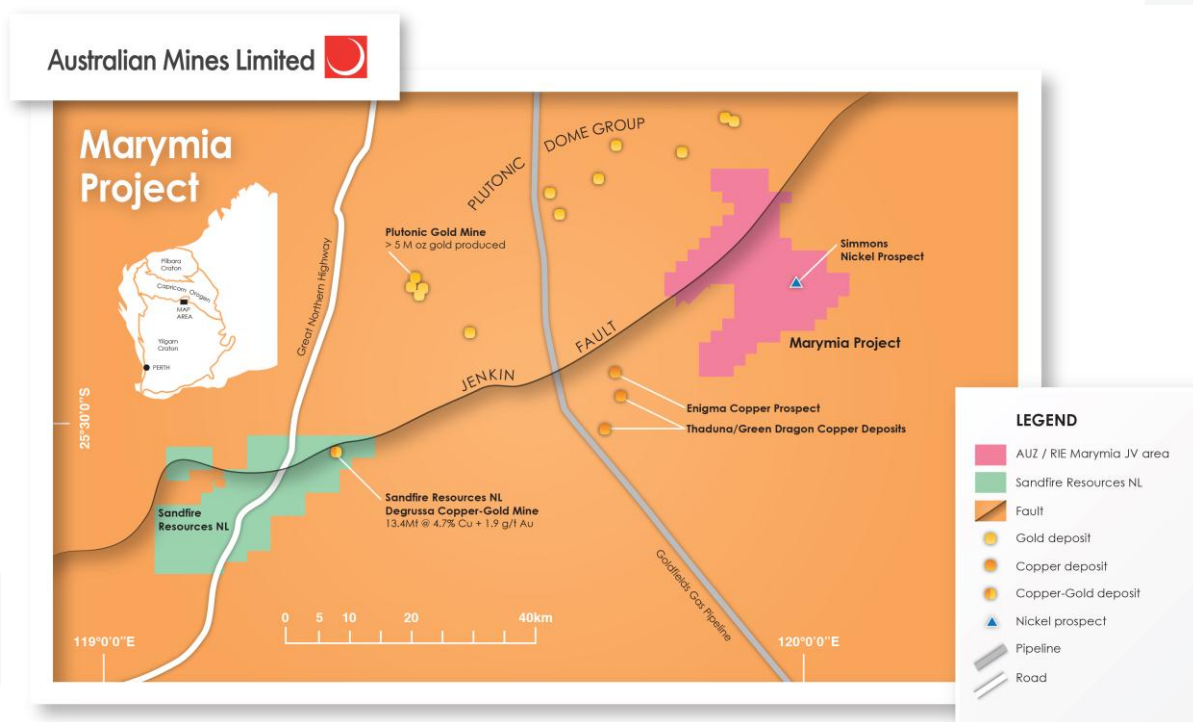 Australian Mines Limited
Marymia
Project
Pilbara
Craton
Capricorn Orogen
MAP
AREA
Yilgarn
Craton
PERTH
Great Northern Highway
PLUTONIC DOME GROUP
Plutonic Gold Mine
> 5 M oz gold produced
Simmons
Nickel Prospect
Marymia Project
JENKIN FAULT
Enigma Copper Prospect
Thaduna/Green Dragon Copper Deposits
25°30'0"S
Sandfire
Resources NL
Sandfire Resources NL
Degrussa Copper-Gold Mine
13.4Mt @ 4.7% Cu + 1.9 g/t Au
Goldfields Gas Pipeline
0 5 10 20 40km
119°0'0"E
120°0'0"E
LEGEND
AUZ / RIE Marymia JV area
Sandfire Resources NL
Fault
Gold deposit
Copper deposit
Copper-Gold deposit
Nickel prospect
Pipeline
Road